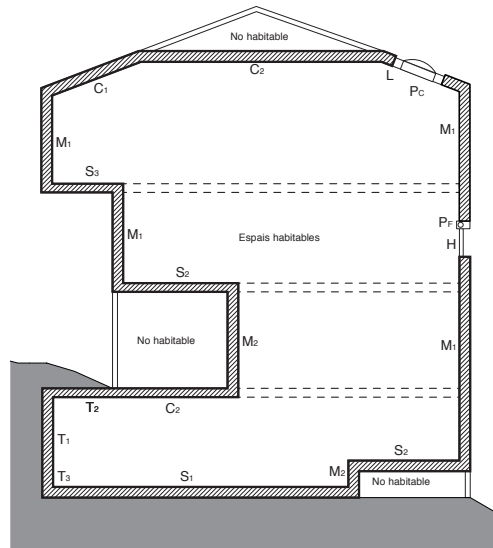 No habitable
C2
L
C1
PC
M1
M1
S3
PF
M1
Espais habitables
H
S2
No habitable
M2
M1
T2
C2
T1
S2
M2
T3
S1
No habitable